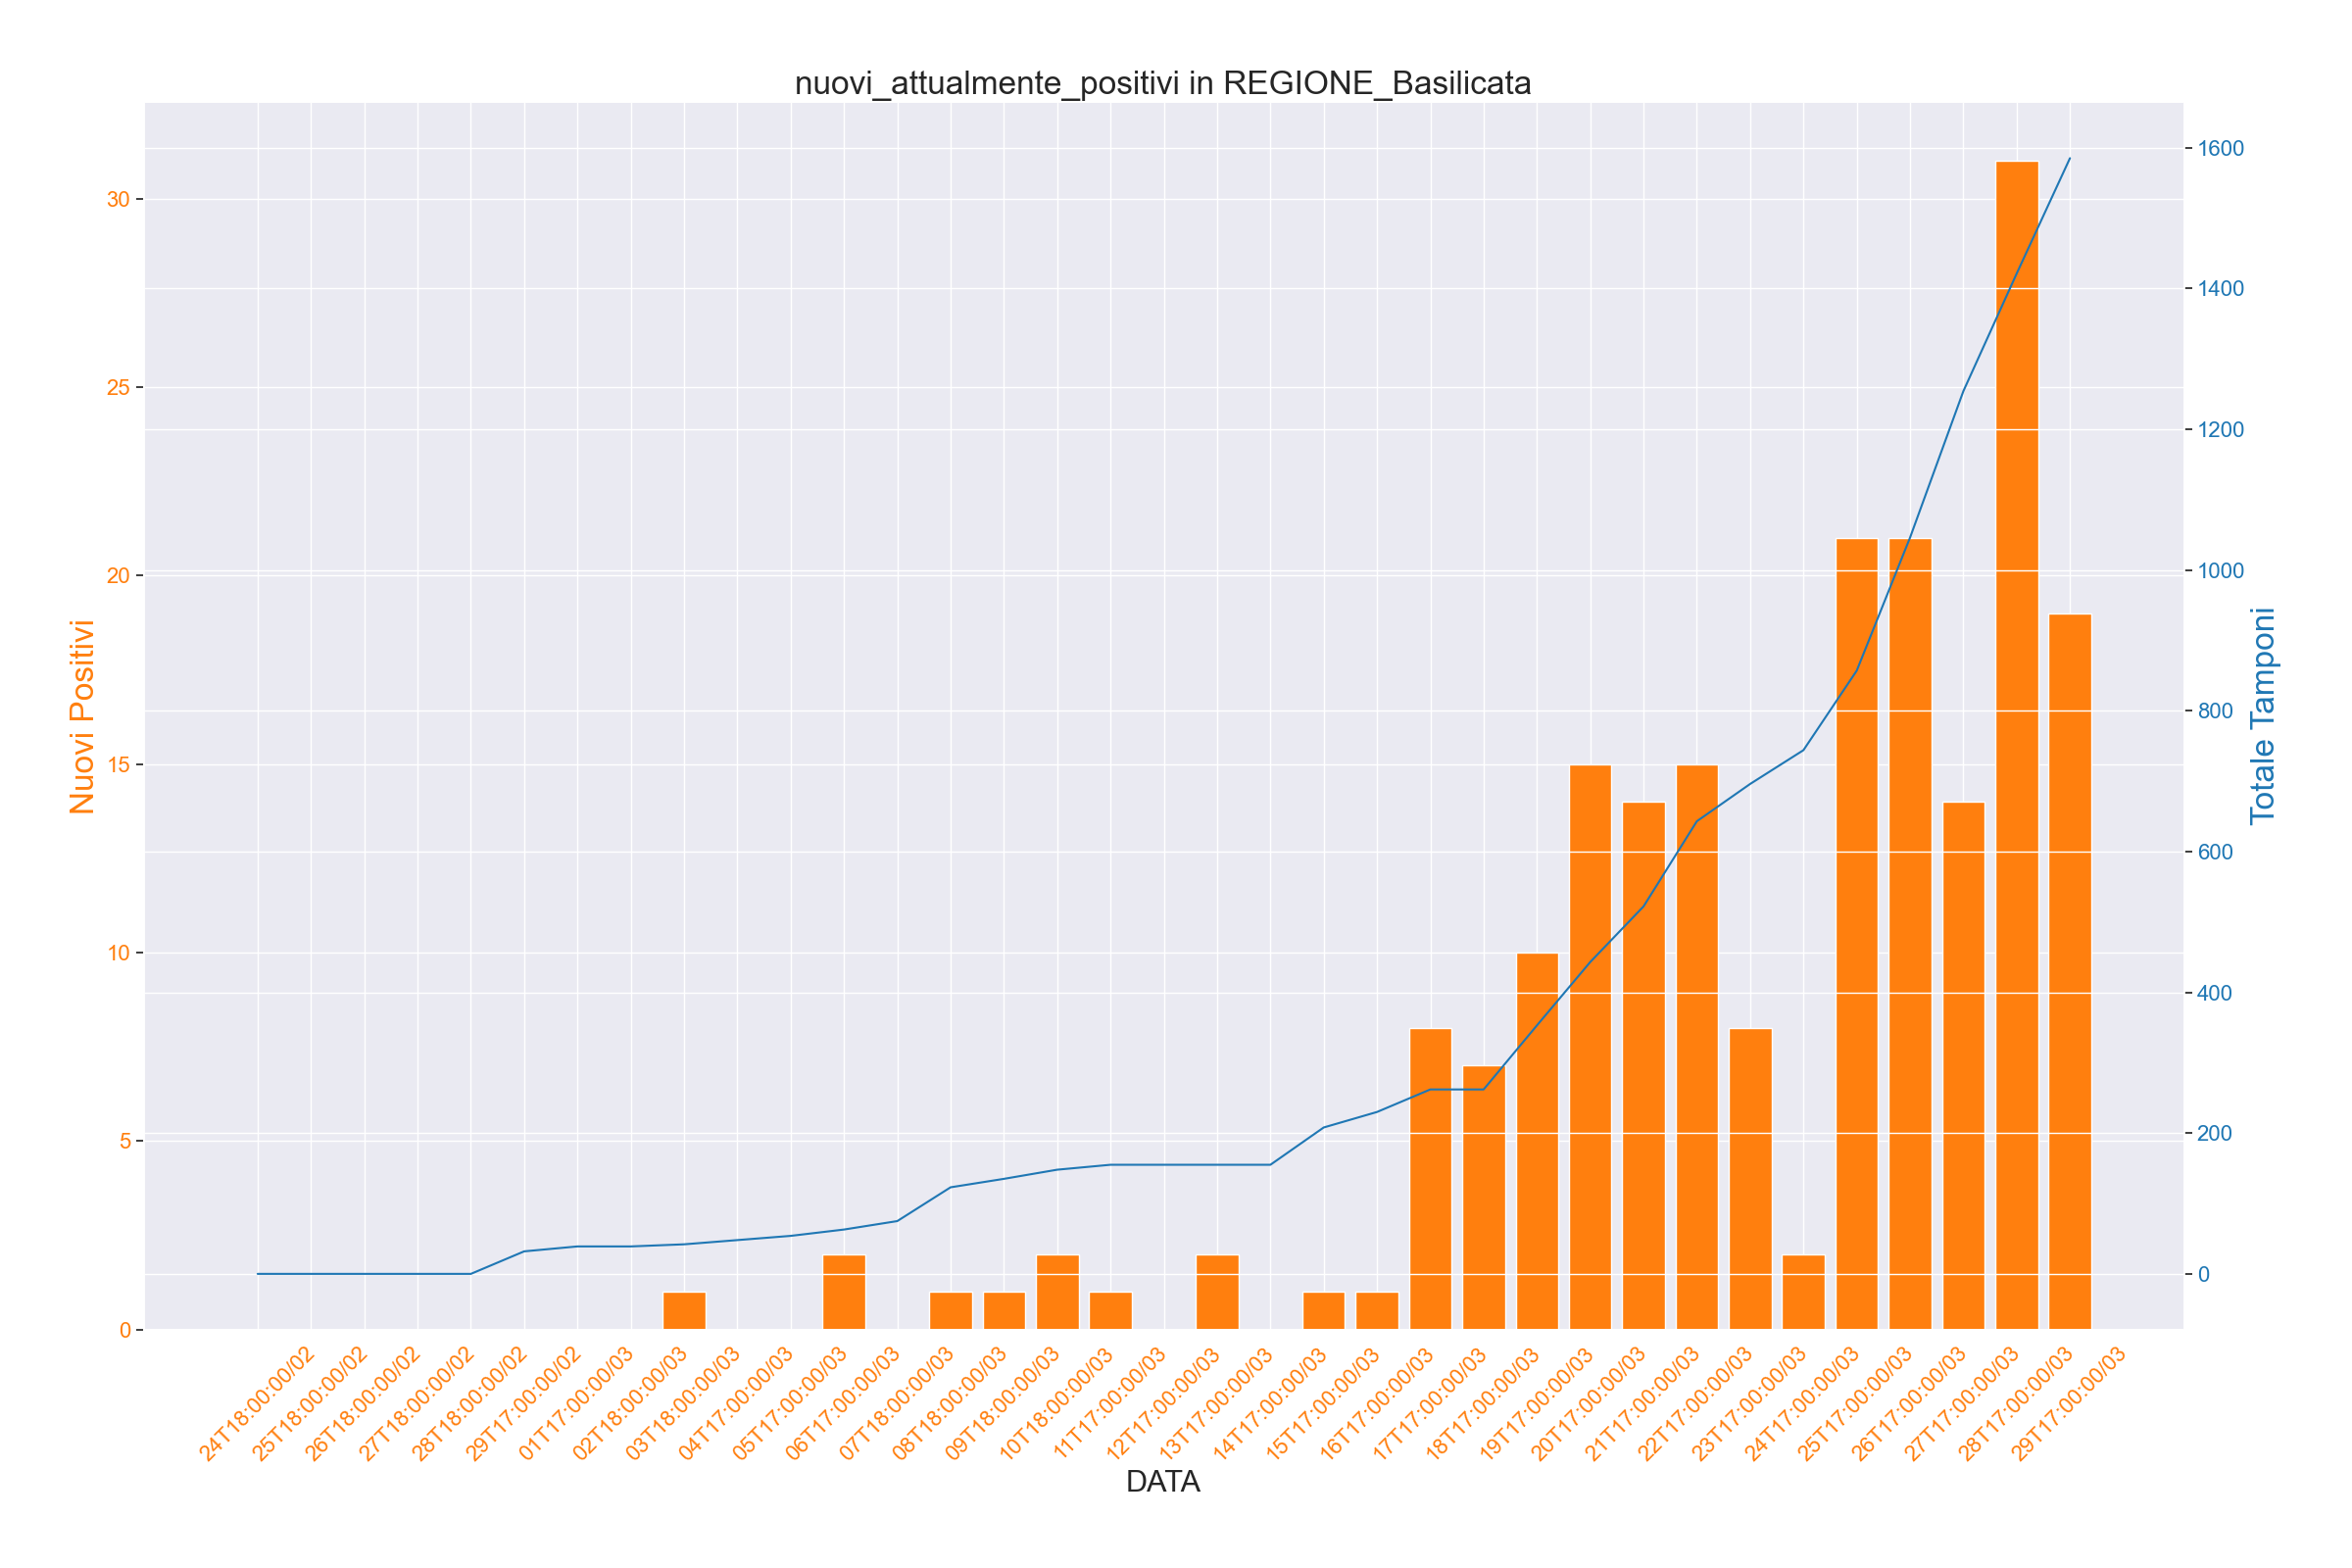 nuovi_attualmente_positivi in REGIONE_Basilicata
Nuovi Positivi
30
25
20
15
10
5
0
1600
1400
1200
1000
800
600
400
200
0
Totale Tamponi
24T18:00:00/02
25T18:00:00/02
26T18:00:00/02
27T18:00:00/02
28T18:00:00/02
29T17:00:00/02
01T17:00:00/03
02T18:00:00/03
03T18:00:00/03
04T17:00:00/03
05T17:00:00/03
06T17:00:00/03
07T18:00:00/03
08T18:00:00/03
09T18:00:00/03
10T18:00:00/03
11T17:00:00/03
12T17:00:00/03
13T17:00:00/03
14T17:00:00/03
15T17:00:00/03
16T17:00:00/03
17T17:00:00/03
18T17:00:00/03
19T17:00:00/03
20T17:00:00/03
21T17:00:00/03
22T17:00:00/03
23T17:00:00/03
24T17:00:00/03
25T17:00:00/03
26T17:00:00/03
27T17:00:00/03
28T17:00:00/03
29T17:00:00/03
DATA